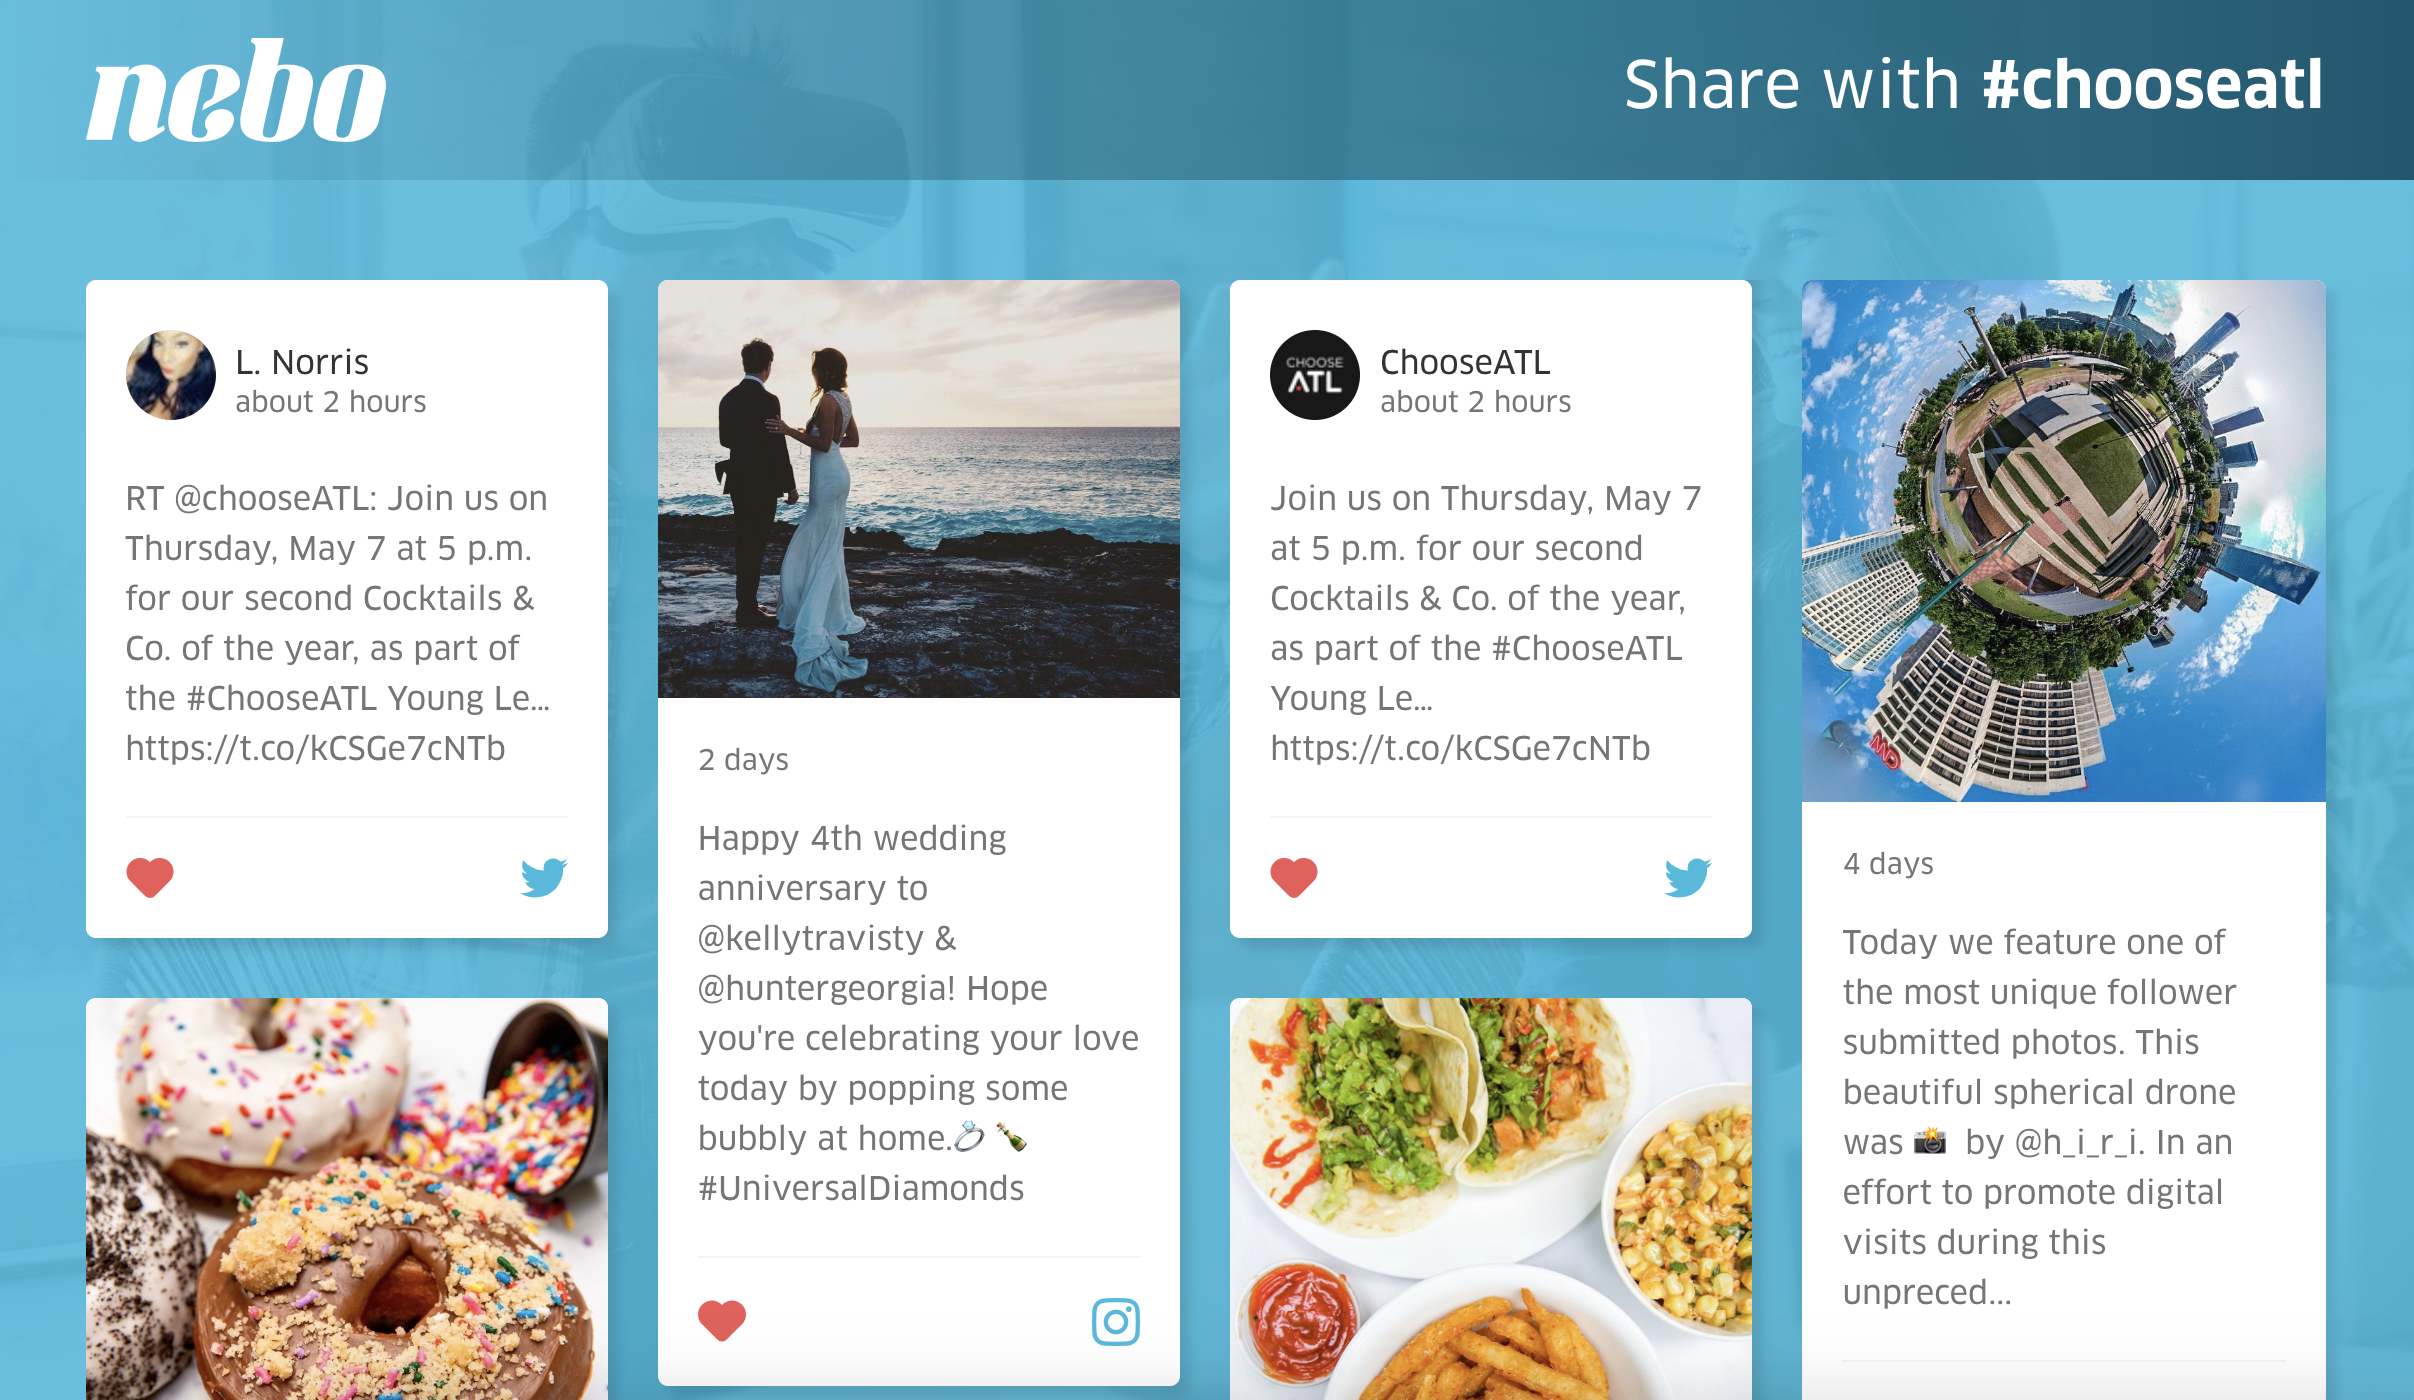 nebo
Share with #chooseatl
L. Norris
about 2 hours
RT @chooseATL: Join us on
Thursday, May 7 at 5 p.m.
for our second Cocktails &
Co. of the year, as part of
the #ChooseATL Young Le…
https://t.co/kCSGe7cNTb
2 days
Happy 4th wedding
anniversary to
@kellytravisty &
@huntergeorgia! Hope
you're celebrating your love
today by popping some
bubbly at home.💍 🍾
#UniversalDiamonds
CHOOSE
ATL
ChooseATL
about 2 hours
Join us on Thursday, May 7
at 5 p.m. for our second
Cocktails & Co. of the year,
as part of the #ChooseATL
Young Le…
https://t.co/kCSGe7cNTb
CNN
4 days
Today we feature one of
the most unique follower
submitted photos. This
beautiful spherical drone
was 📸 by @h_i_r_i. In an
effort to promote digital
visits during this
unpreced...